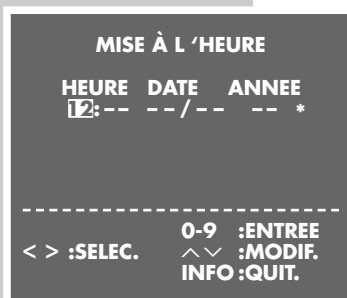 MISE À L ‘HEURE
HEURE DATE ANNEE
12:-- --/-- -- *
0-9 :ENTREE
< > :SELEC. ︿﹀ :MODIF.
INFO :QUIT.